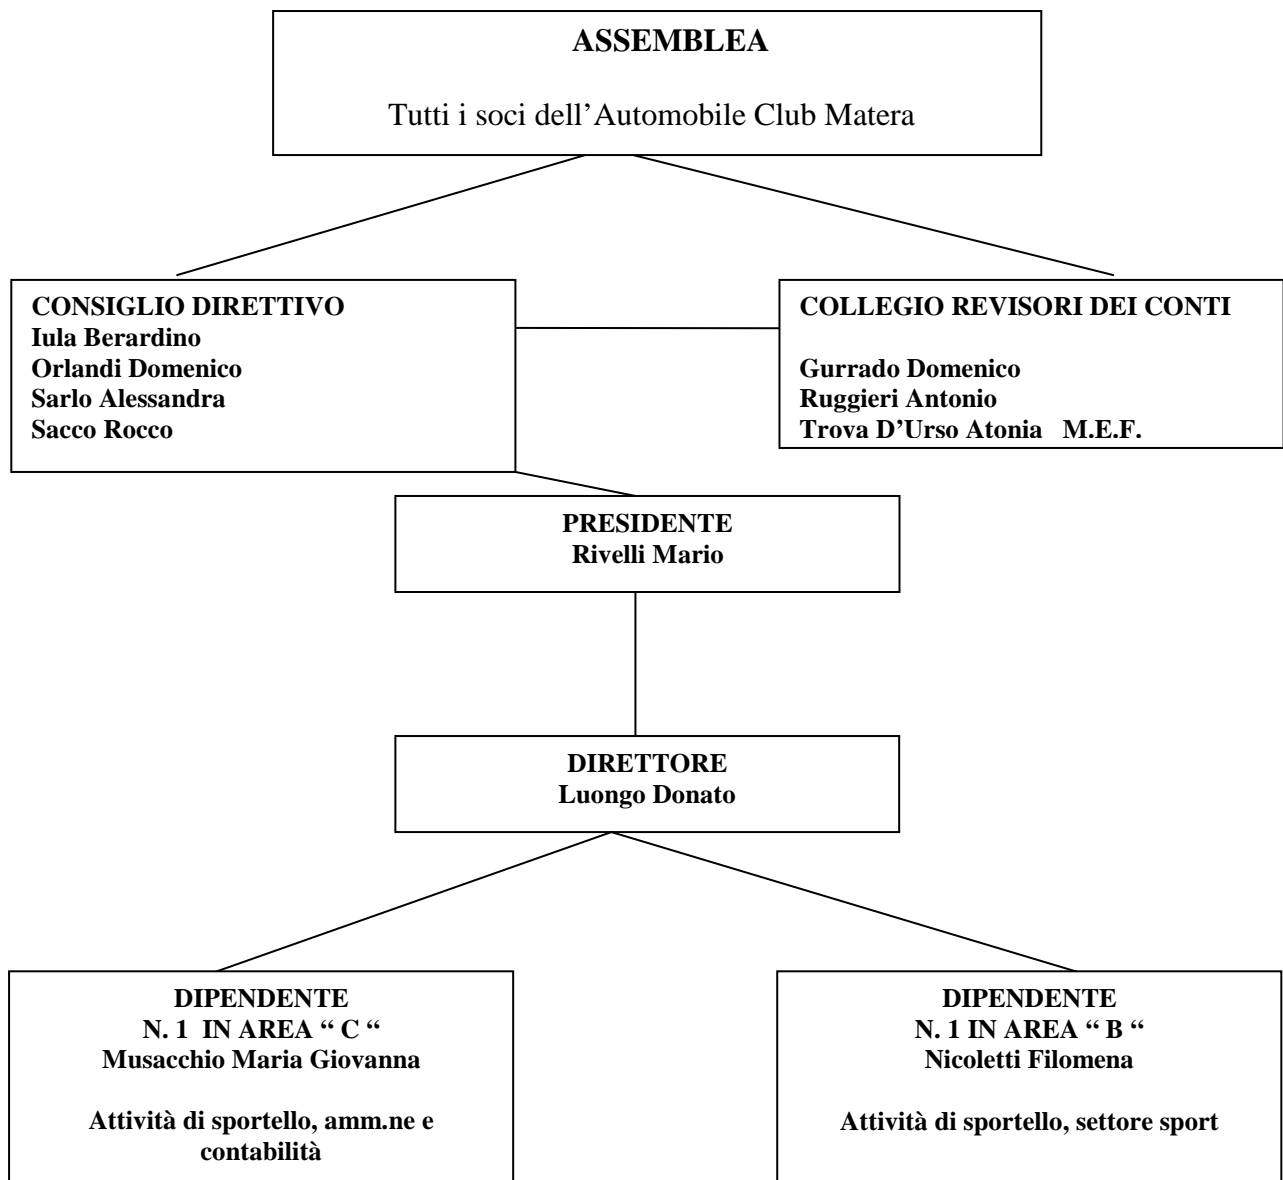 ASSEMBLEA
Tutti i soci dell’Automobile Club Matera
CONSIGLIO DIRETTIVO
Iula Berardino
Orlandi Domenico
Sarlo Alessandra
Sacco Rocco
COLLEGIO REVISORI DEI CONTI
Gurrado Domenico
Ruggieri Antonio
Trova D’Urso Atonia M.E.F.
PRESIDENTE
Rivelli Mario
DIRETTORE
Luongo Donato
DIPENDENTE
N. 1 IN AREA “ C “
Musacchio Maria Giovanna
Attività di sportello, amm.ne e
contabilità
DIPENDENTE
N. 1 IN AREA “ B “
Nicoletti Filomena
Attività di sportello, settore sport